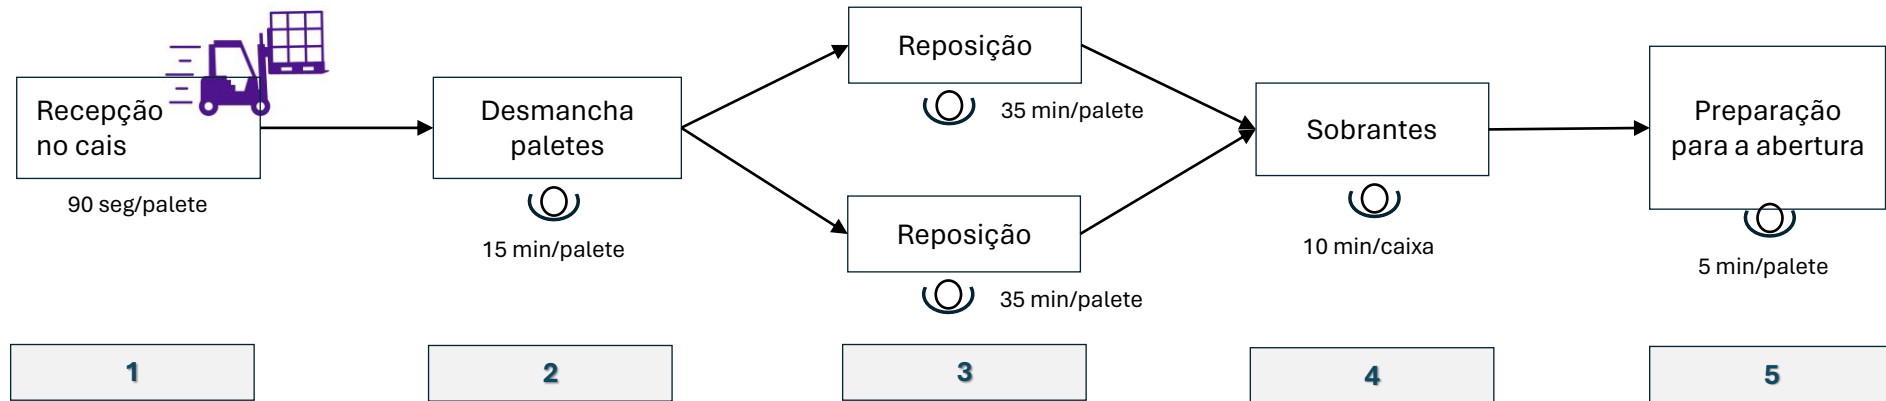 Recepção
no cais
90 seg/palete
Desmancha
paletes
15 min/palete
Reposição
35 min/palete
Reposição
35 min/palete
Sobrantes
10 min/caixa
Preparação
para a abertura
5 min/palete
1
2
3
4
5